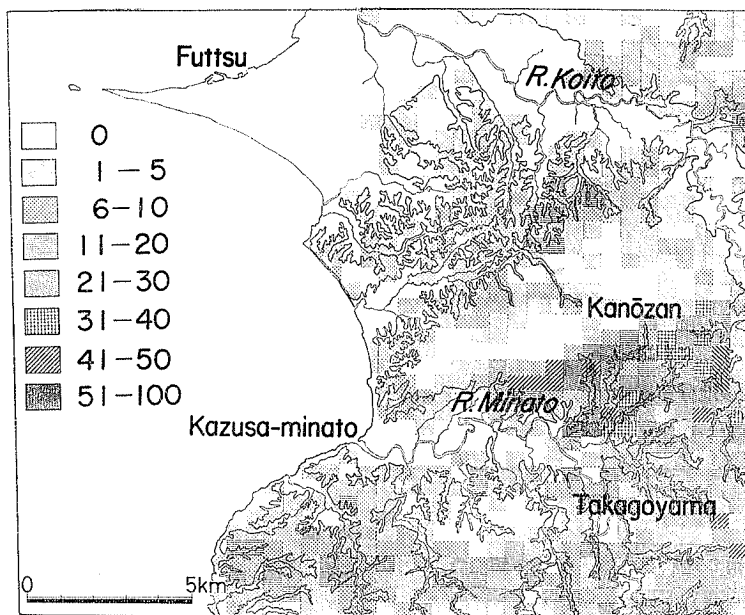 Futtsu
R. Koito
0
1-5
6-10
11-20
21-30
31-40
41-50
51-100
Kanōzan
R. Minato
Kazusa-minato
Takagoyama
0 5km